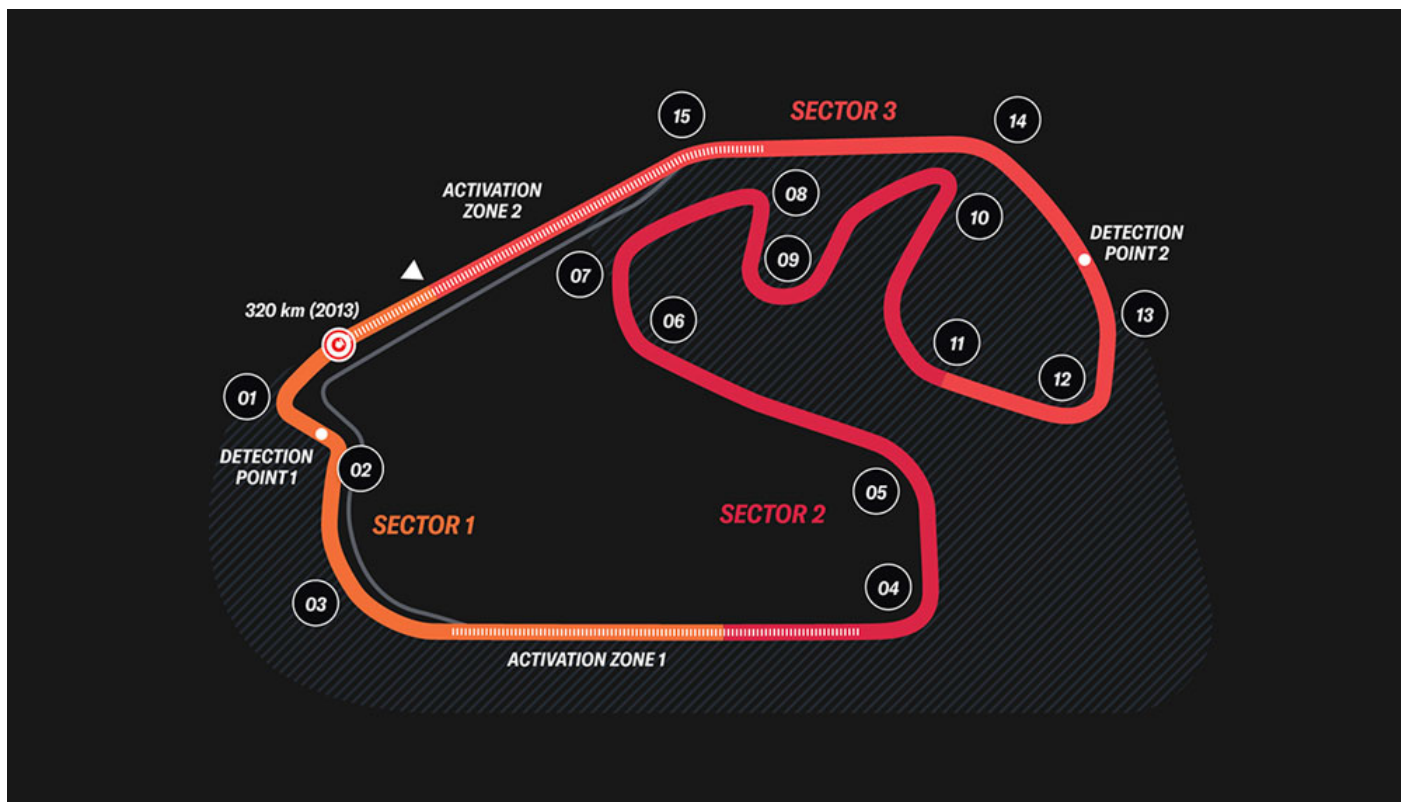 15
SECTOR 3
14
ACTIVATION
ZONE 2
08
10
DETECTION
POINT 2
07
09
320 km (2013)
06
13
11
12
01
DETECTION
POINT 1
02
05
SECTOR 1
SECTOR 2
04
03
ACTIVATION ZONE 1